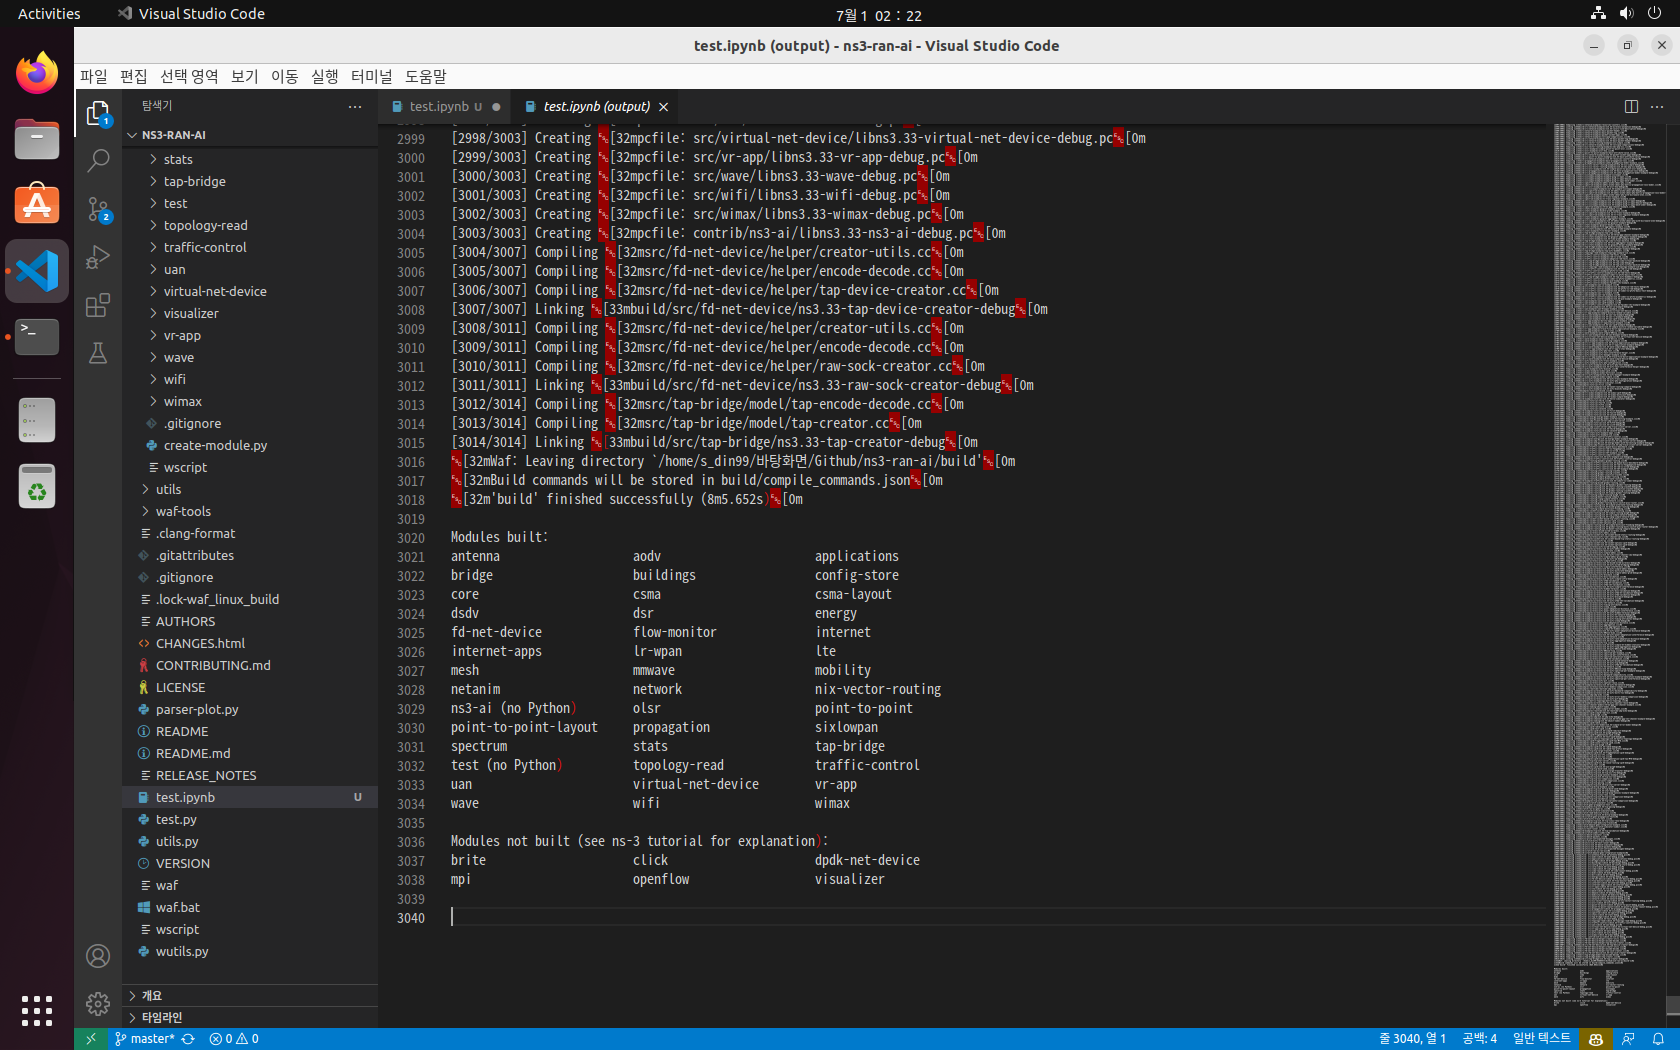 Activities
Visual Studio Code
7월 1 02 : 22
test.ipynb (output) - ns3-ran-ai - Visual Studio Code
파일 편집 선택 영역 보기 이동 실행 터미널 도움말
탐색기
test.ipynb U
test.ipynb (output)
NS3-RAN-AI
stats
tap-bridge
test
topology-read
traffic-control
uan
virtual-net-device
visualizer
vr-app
wave
wifi
wimax
.gitignore
create-module.py
wscript
utils
waf-tools
.clang-format
.gitattributes
.gitignore
.lock-waf_linux_build
AUTHORS
CHANGES.html
CONTRIBUTING.md
LICENSE
parser-plot.py
README
README.md
RELEASE_NOTES
test.ipynb U
test.py
utils.py
VERSION
waf
waf.bat
wscript
wutils.py
개요
타임라인
1
2
2999 [2998/3003] Creating [32mpcfile: src/virtual-net-device/libns3.33-virtual-net-device-debug.pc[0m
3000 [2999/3003] Creating [32mpcfile: src/vr-app/libns3.33-vr-app-debug.pc[0m
3001 [3000/3003] Creating [32mpcfile: src/wave/libns3.33-wave-debug.pc[0m
3002 [3001/3003] Creating [32mpcfile: src/wifi/libns3.33-wifi-debug.pc[0m
3003 [3002/3003] Creating [32mpcfile: src/wimax/libns3.33-wimax-debug.pc[0m
3004 [3003/3003] Creating [32mpcfile: contrib/ns3-ai/libns3.33-ns3-ai-debug.pc[0m
3005 [3004/3007] Compiling [32msrc/fd-net-device/helper/creator-utils.cc[0m
3006 [3005/3007] Compiling [32msrc/fd-net-device/helper/encode-decode.cc[0m
3007 [3006/3007] Compiling [32msrc/fd-net-device/helper/tap-device-creator.cc[0m
3008 [3007/3007] Linking [33mbuild/src/fd-net-device/ns3.33-tap-device-creator-debug[0m
3009 [3008/3011] Compiling [32msrc/fd-net-device/helper/creator-utils.cc[0m
3010 [3009/3011] Compiling [32msrc/fd-net-device/helper/encode-decode.cc[0m
3011 [3010/3011] Compiling [32msrc/fd-net-device/helper/raw-sock-creator.cc[0m
3012 [3011/3011] Linking [33mbuild/src/fd-net-device/ns3.33-raw-sock-creator-debug[0m
3013 [3012/3014] Compiling [32msrc/tap-bridge/model/tap-encode-decode.cc[0m
3014 [3013/3014] Compiling [32msrc/tap-bridge/model/tap-creator.cc[0m
3015 [3014/3014] Linking [33mbuild/src/tap-bridge/ns3.33-tap-creator-debug[0m
3016 [32mWaf: Leaving directory `/home/s_din99/바탕화면/Github/ns3-ran-ai/build'[0m
3017 [32mBuild commands will be stored in build/compile_commands.json[0m
3018 [32m'build' finished successfully (8m5.652s)[0m
3019
3020 Modules built:
3021 antenna aodv applications
3022 bridge buildings config-store
3023 core csma csma-layout
3024 dsdv dsr energy
3025 fd-net-device flow-monitor internet
3026 internet-apps lr-wpan lte
3027 mesh mmwave mobility
3028 netanim network nix-vector-routing
3029 ns3-ai (no Python) olsr point-to-point
3030 point-to-point-layout propagation sixlowpan
3031 spectrum stats tap-bridge
3032 test (no Python) topology-read traffic-control
3033 uan virtual-net-device vr-app
3034 wave wifi wimax
3035
3036 Modules not built (see ns-3 tutorial for explanation):
3037 brite click dpdk-net-device
3038 mpi openflow visualizer
3039
3040
master* 0 0
줄 3040, 열 1 공백: 4 일반 텍스트